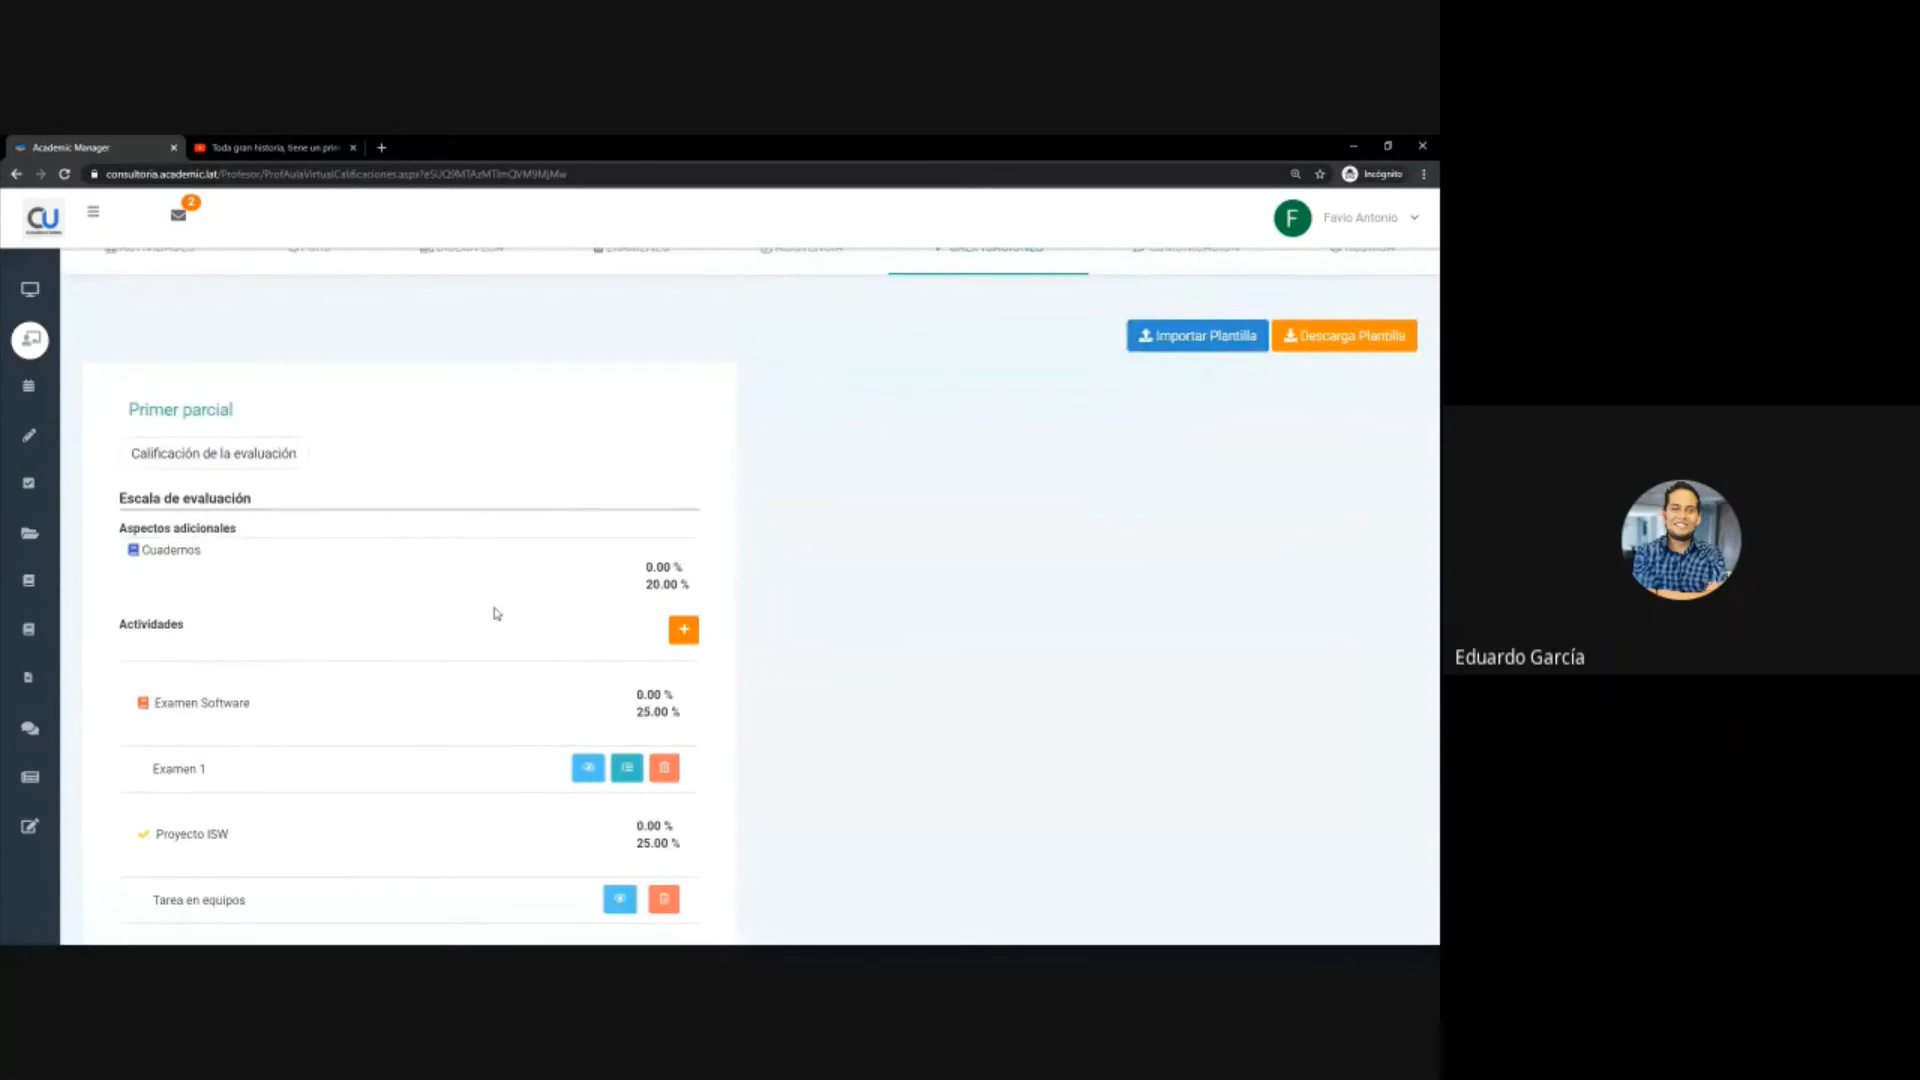 Academic Manager
Toda gran historia, tiene un prin
consultoria.academic.lat/Profesor/ProfAulaVirtualCalificaciones.aspx?eSUQ9MTAzMTImQVM9MjMw
Incógnito
CU
2
F
Favio Antonio
CALIFICACIONES
Importar Plantilla
Descarga Plantilla
Primer parcial
Calificación de la evaluación
Escala de evaluación
Aspectos adicionales
Cuadernos
0.00 %
20.00 %
Actividades
+
Examen Software
0.00 %
25.00 %
Examen 1
Proyecto ISW
0.00 %
25.00 %
Tarea en equipos
Eduardo García